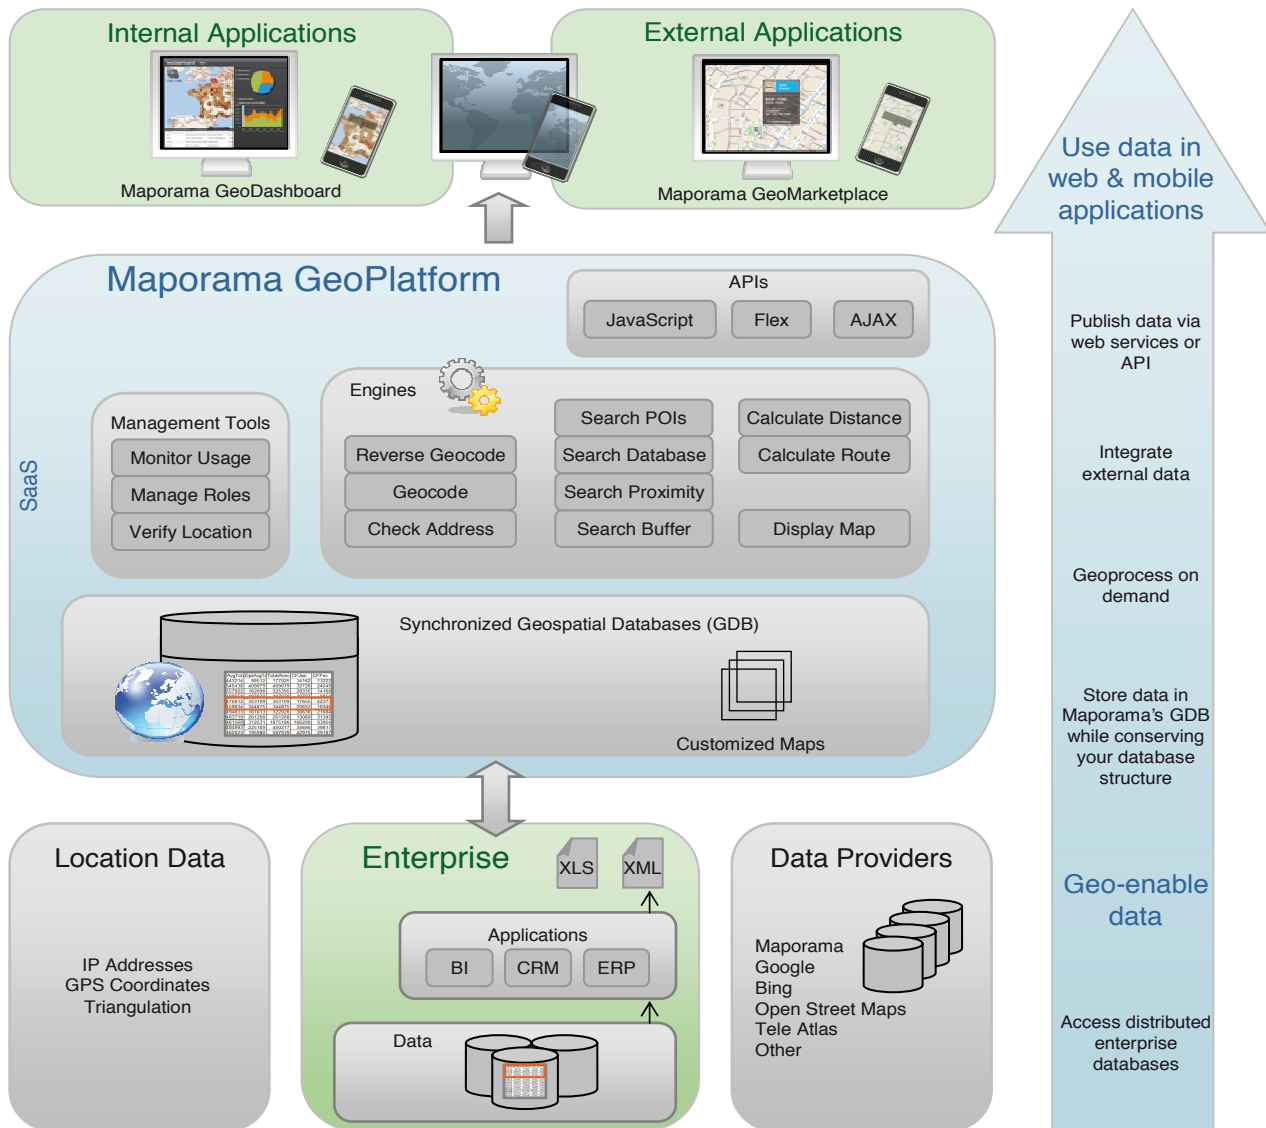 Internal Applications
Maporama GeoDashboard
External Applications
Maporama GeoMarketplace
Maporama GeoPlatform
SaaS
APIs
JavaScript
Flex
AJAX
Management Tools
Monitor Usage
Manage Roles
Verify Location
Engines
Reverse Geocode
Geocode
Check Address
Search POIs
Search Database
Search Proximity
Search Buffer
Calculate Distance
Calculate Route
Display Map
Synchronized Geospatial Databases (GDB)
Customized Maps
Location Data
IP Addresses
GPS Coordinates
Triangulation
Enterprise
XLS
XML
Applications
BI
CRM
ERP
Data
Data Providers
Maporama
Google
Bing
Open Street Maps
Tele Atlas
Other
Use data in
web & mobile
applications
Publish data via
web services or
API
Integrate
external data
Geoprocess on
demand
Store data in
Maporama's GDB
while conserving
your database
structure
Geo-enable
data
Access distributed
enterprise
databases